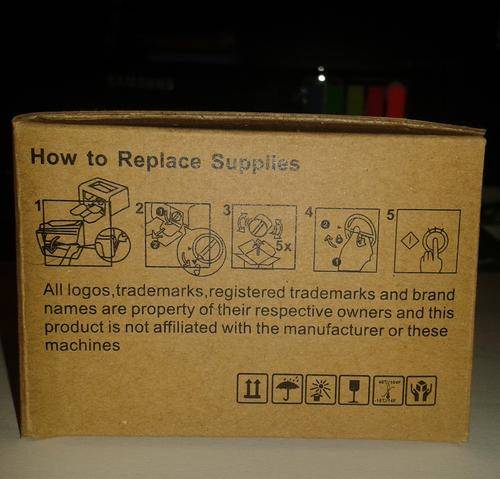 SAMSUNG
How to Replace Supplies
1 2 3 4 5
5x
All logos,trademarks,registered trademarks and brand
names are property of their respective owners and this
product is not affiliated with the manufacturer or these
machines